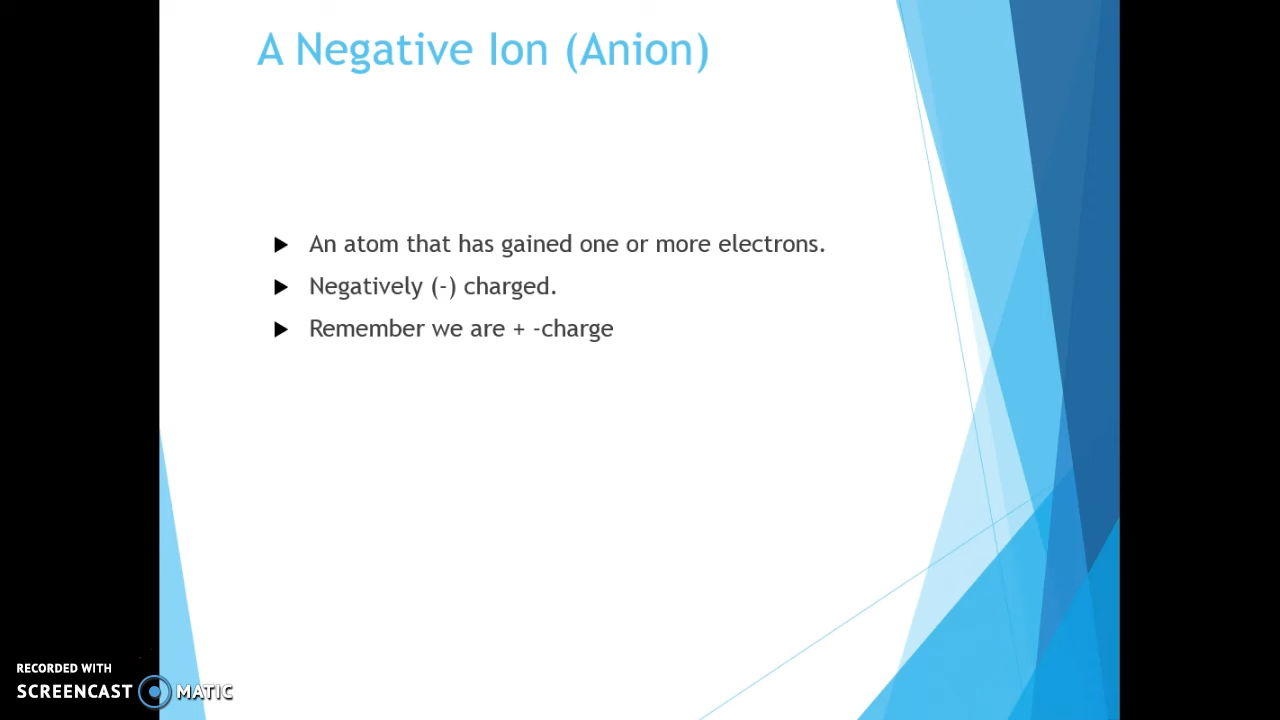 A Negative Ion (Anion)
An atom that has gained one or more electrons.
Negatively (-) charged.
Remember we are + -charge
RECORDED WITH
SCREENCAST MATIC